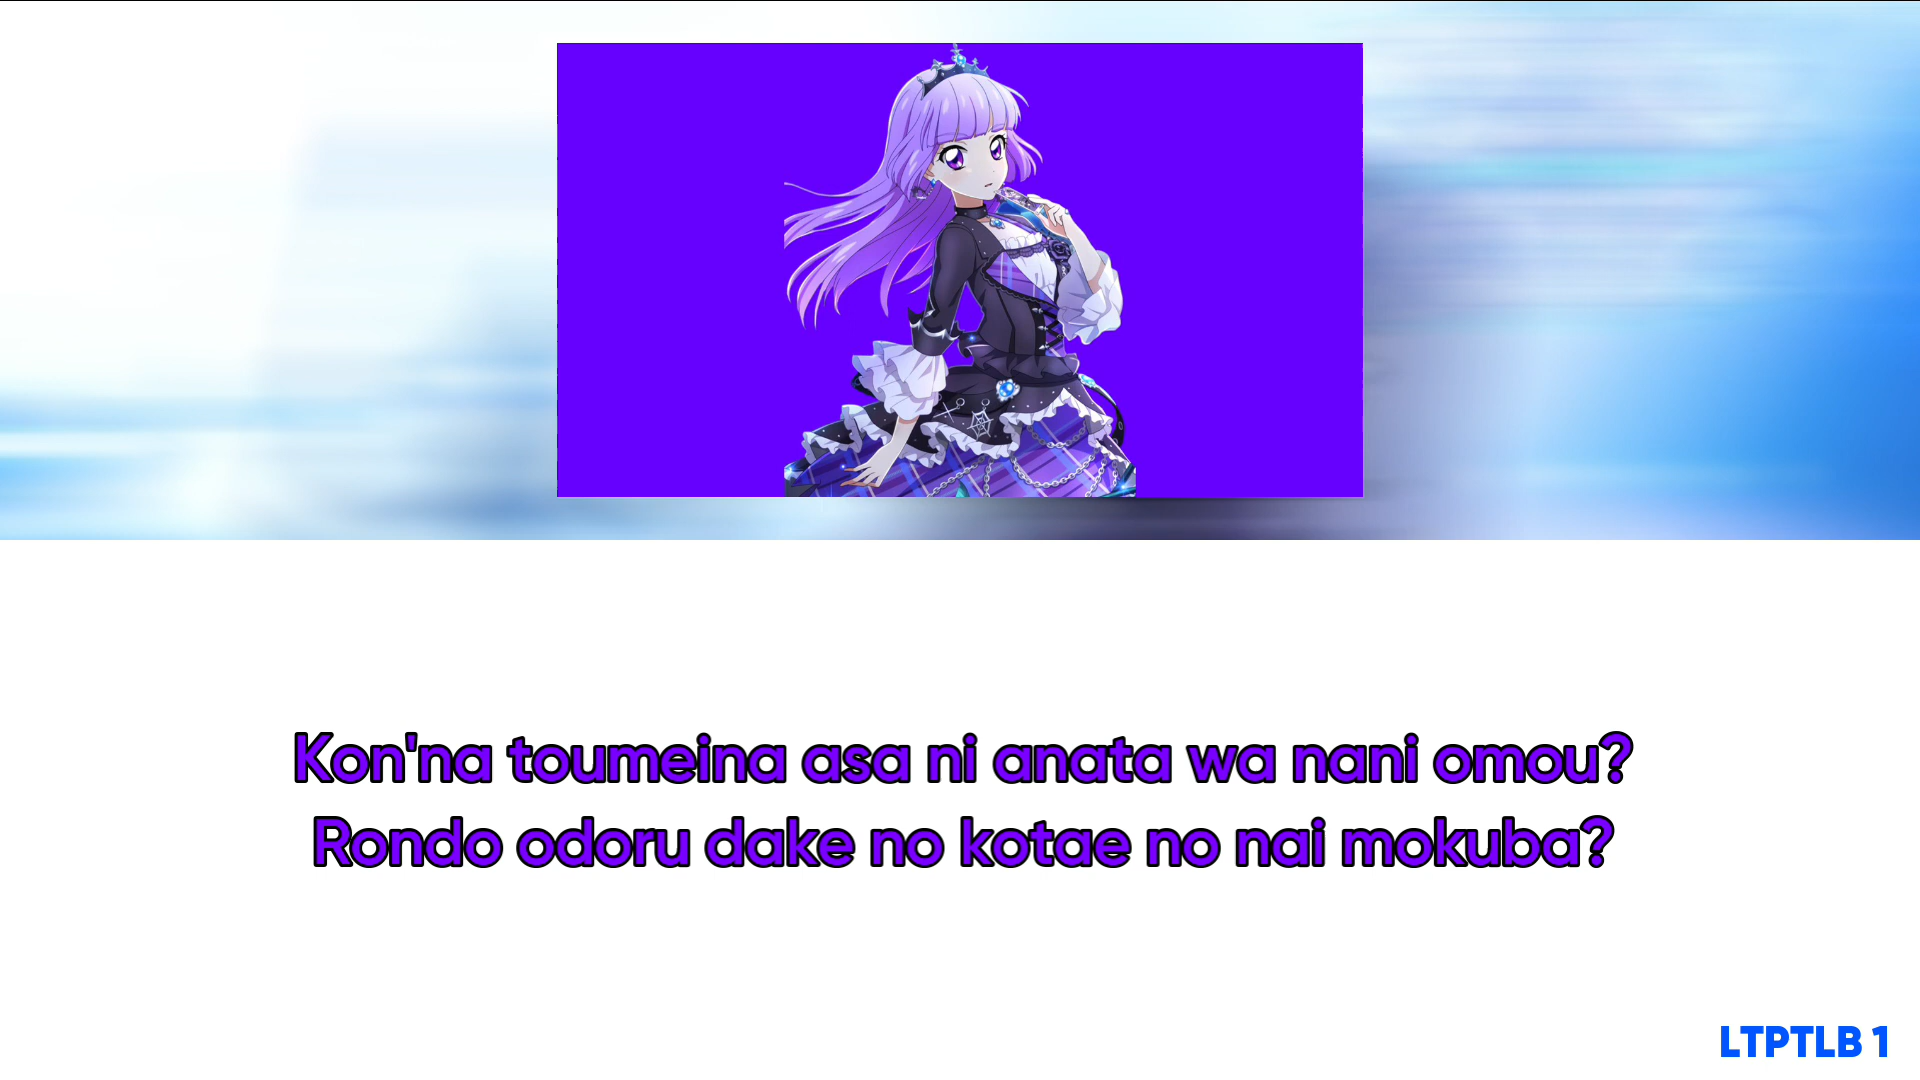 Kon'na toumeina asa ni anata wa nani omou?
Rondo odoru dake no kotae no nai mokuba?
LTPTLB 1